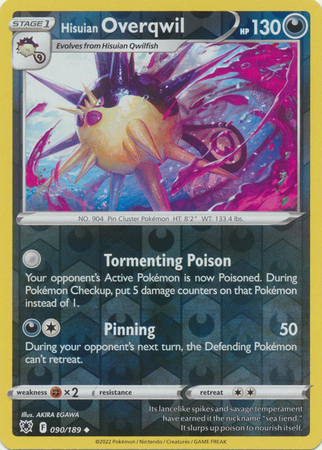 STAGE 1
Hisuian Overqwil HP 130
Evolves from Hisuian Qwilfish
NO. 904 Pin Cluster Pokémon HT: 8'2" WT: 133.4 lbs.
Tormenting Poison
Your opponent's Active Pokémon is now Poisoned. During
Pokémon Checkup, put 5 damage counters on that Pokémon
instead of 1.
Pinning 50
During your opponent's next turn, the Defending Pokémon
can't retreat.
weakness ×2 resistance retreat
Illus. AKIRA EGAWA
F 090/189
Its lancelike spikes and savage temperament
have earned it the nickname "sea fiend."
It slurps up poison to nourish itself.
©2022 Pokémon / Nintendo / Creatures / GAME FREAK